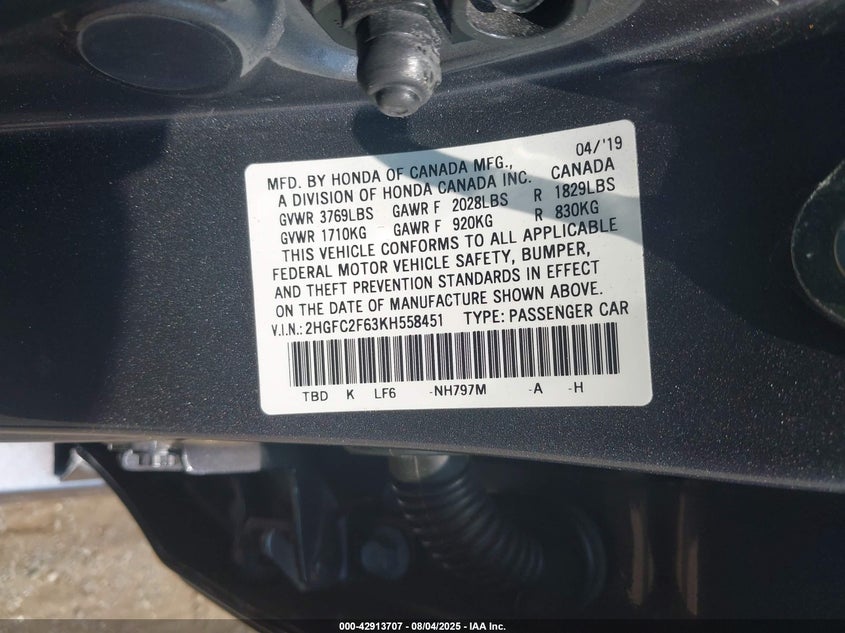 04/'19
MFD. BY HONDA OF CANADA MFG.,
A DIVISION OF HONDA CANADA INC. CANADA
GVWR 3769LBS GAWR F 2028LBS R 1829LBS
GVWR 1710KG GAWR F 920KG R 830KG
THIS VEHICLE CONFORMS TO ALL APPLICABLE
FEDERAL MOTOR VEHICLE SAFETY, BUMPER,
AND THEFT PREVENTION STANDARDS IN EFFECT
ON THE DATE OF MANUFACTURE SHOWN ABOVE.
V.I.N.:2HGFC2F63KH558451 TYPE: PASSENGER CAR
TBD K LF6 -NH797M -A -H
000-42913707 - 08/04/2025 - IAA Inc.